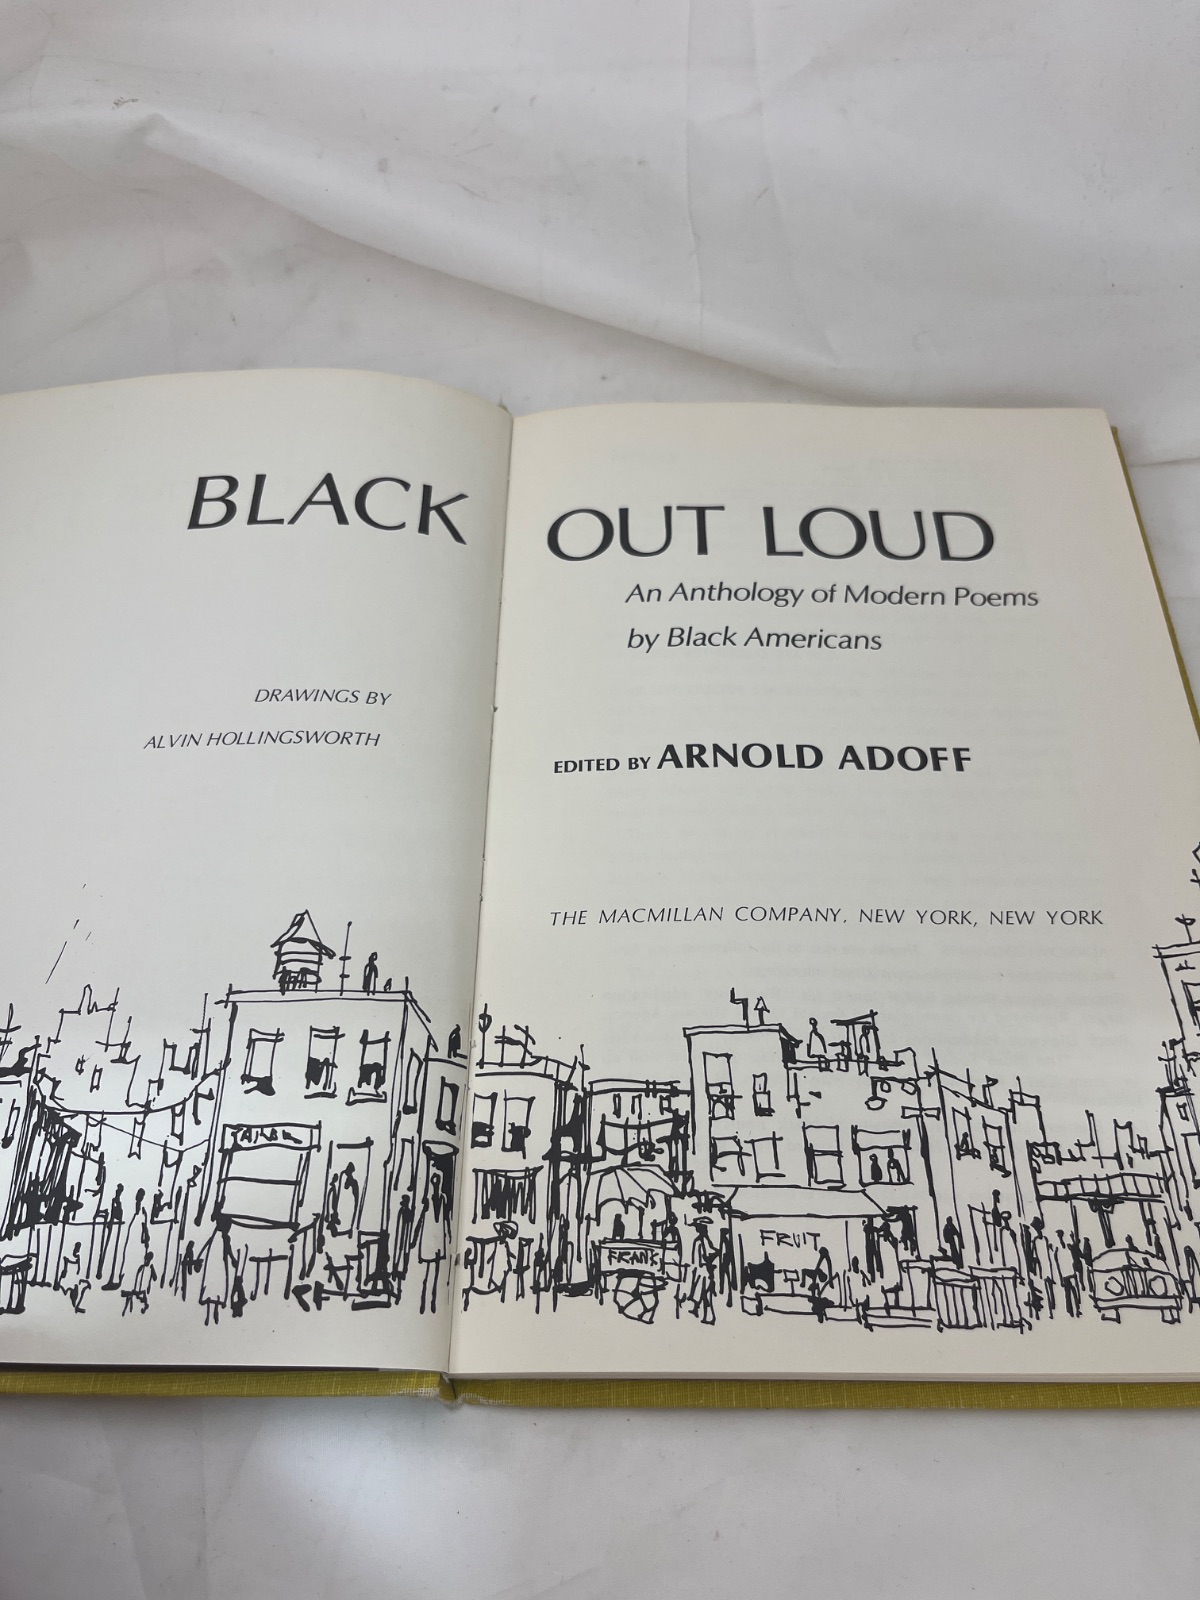 BLACK OUT LOUD
An Anthology of Modern Poems
by Black Americans
DRAWINGS BY
ALVIN HOLLINGSWORTH
EDITED BY ARNOLD ADOFF
THE MACMILLAN COMPANY, NEW YORK, NEW YORK
FRUIT
FRANK'S